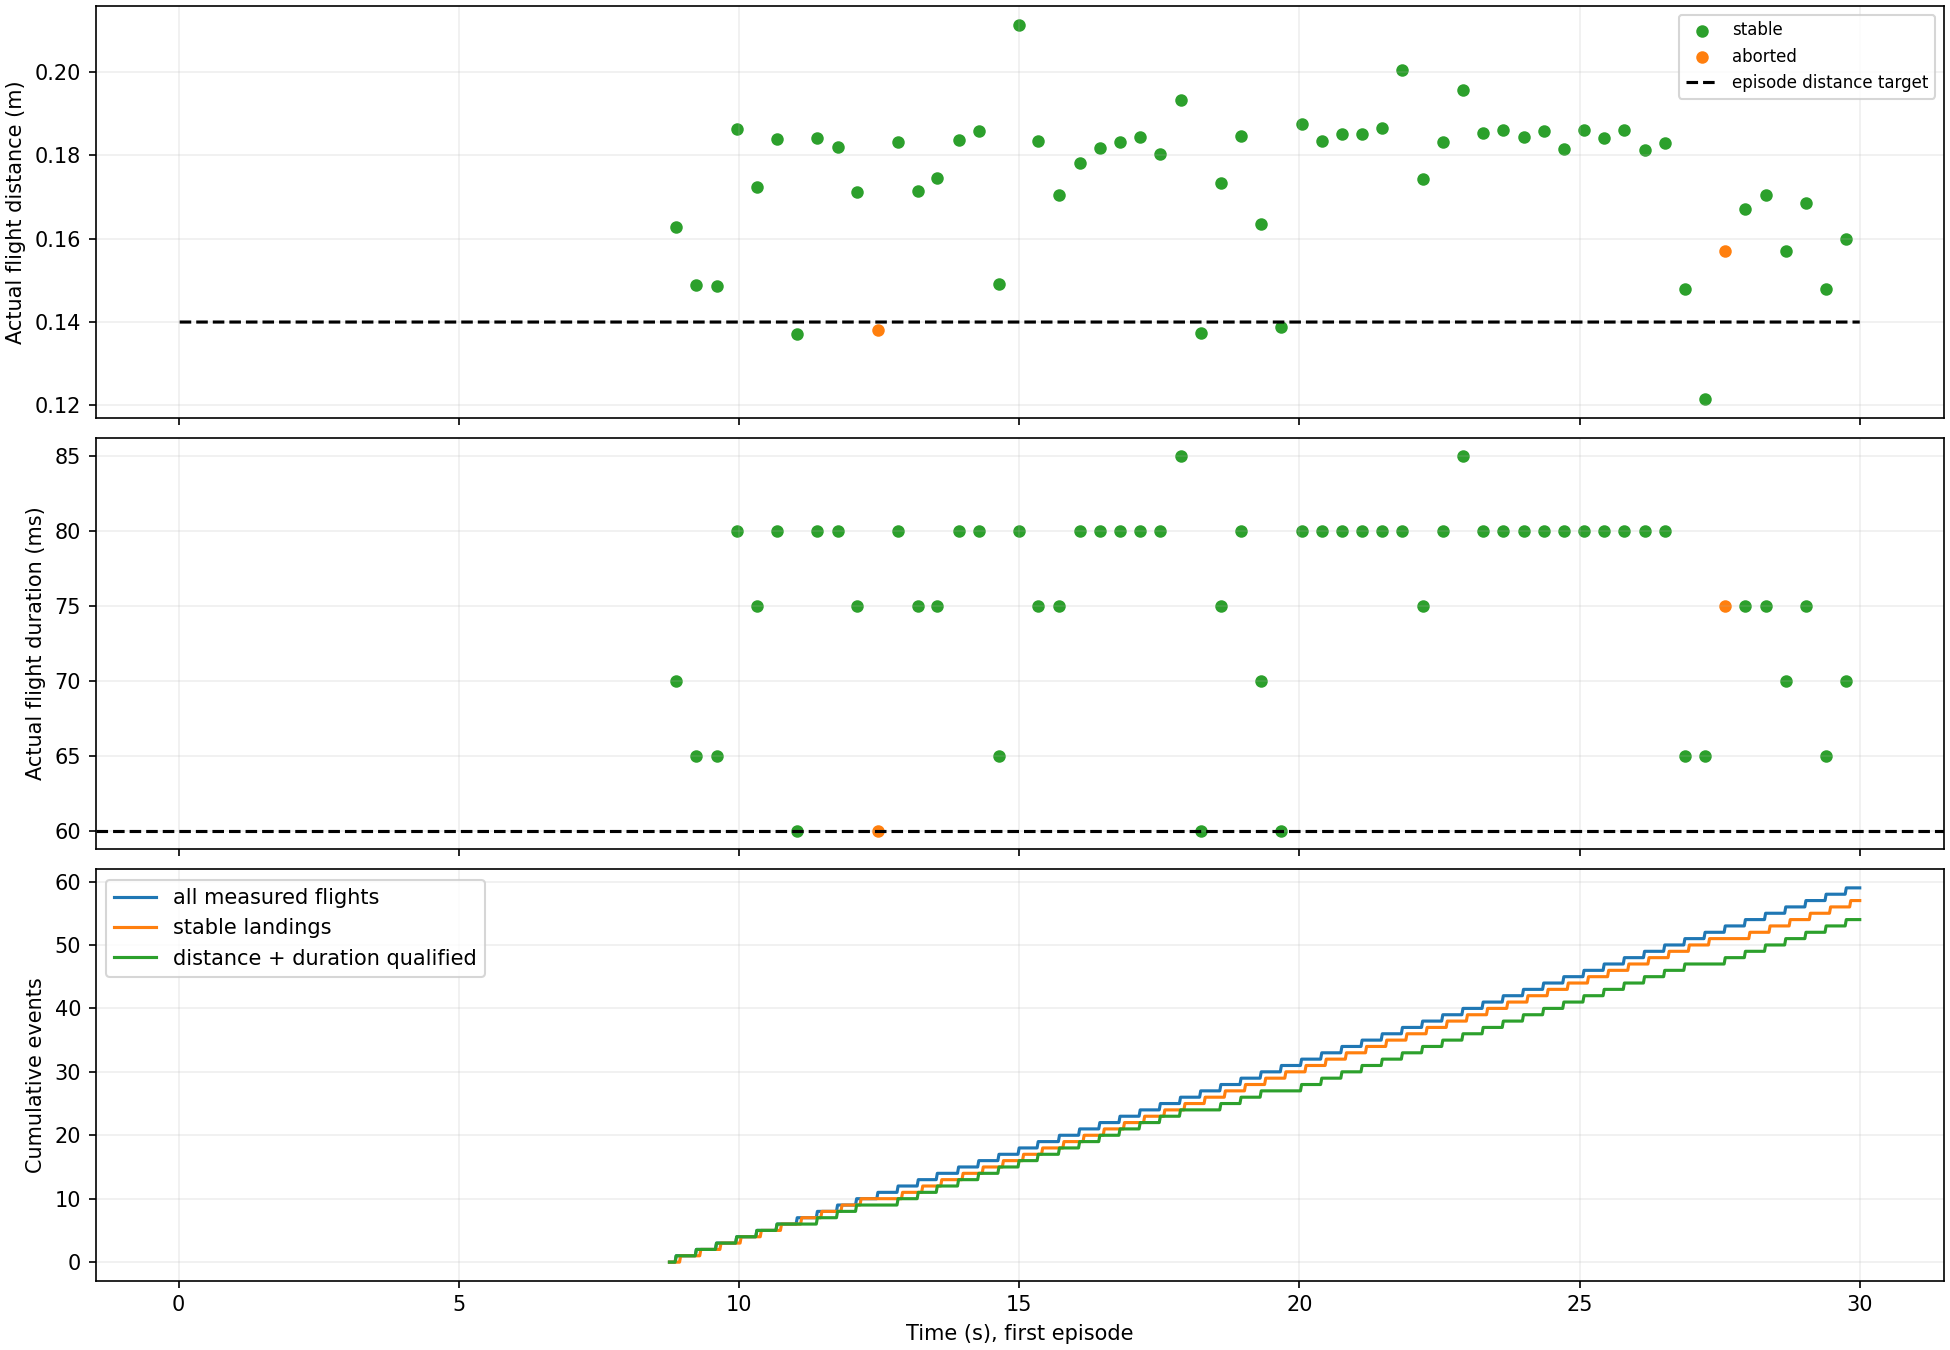 Actual flight distance (m)
0.20
0.18
0.16
0.14
0.12
stable
aborted
episode distance target
Actual flight duration (ms)
85
80
75
70
65
60
Cumulative events
60
50
40
30
20
10
0
all measured flights
stable landings
distance + duration qualified
0 5 10 15 20 25 30
Time (s), first episode